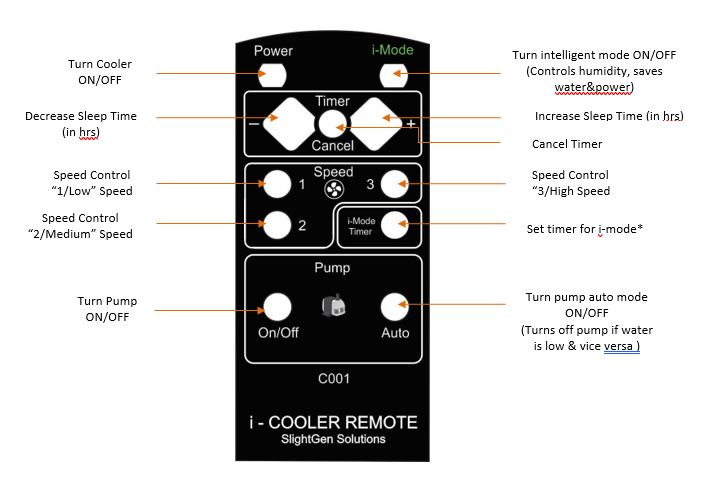 Power
i-Mode
Turn Cooler
ON/OFF
Turn intelligent mode ON/OFF
(Controls humidity, saves
water&power)
Decrease Sleep Time
(in hrs)
Timer
− +
Cancel
Increase Sleep Time (in hrs)
Cancel Timer
Speed Control
"1/Low" Speed
Speed
1
3
Speed Control
"3/High Speed
Speed Control
"2/Medium" Speed
2
i-Mode
Timer
Set timer for i-mode*
Pump
Turn Pump
ON/OFF
On/Off
Auto
Turn pump auto mode
ON/OFF
(Turns off pump if water
is low & vice versa )
C001
i - COOLER REMOTE
SlightGen Solutions